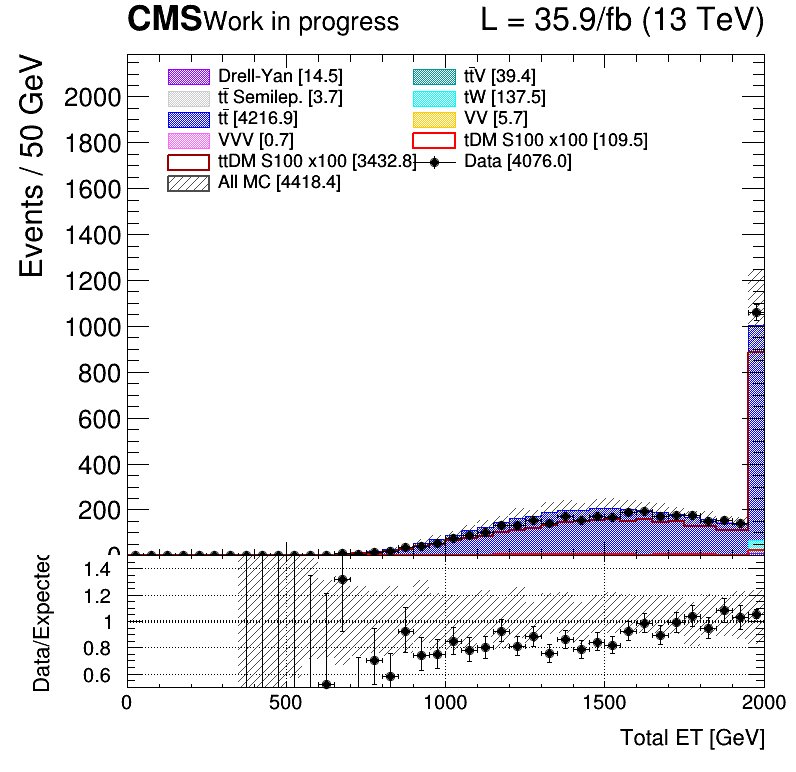 CMS Work in progress L = 35.9/fb (13 TeV)
Events / 50 GeV
Drell-Yan [14.5] tt̄V [39.4]
tt̄ Semilep. [3.7] tW [137.5]
tt̄ [4216.9] VV [5.7]
VVV [0.7] tDM S100 x100 [109.5]
ttDM S100 x100 [3432.8] Data [4076.0]
All MC [4418.4]
2000
1800
1600
1400
1200
1000
800
600
400
200
0
Data/Expected
1.4
1.2
1
0.8
0.6
0 500 1000 1500 2000
Total ET [GeV]